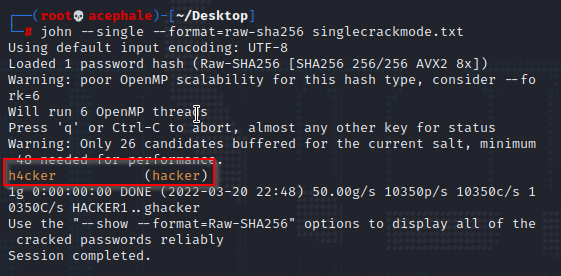 ┌──(root💀acephale)-[~/Desktop]
└─# john --single --format=raw-sha256 singlecrackmode.txt
Using default input encoding: UTF-8
Loaded 1 password hash (Raw-SHA256 [SHA256 256/256 AVX2 8x])
Warning: poor OpenMP scalability for this hash type, consider --fo
rk=6
Will run 6 OpenMP threads
Press 'q' or Ctrl-C to abort, almost any other key for status
Warning: Only 26 candidates buffered for the current salt, minimum
 48 needed for performance.
h4cker           (hacker)
1g 0:00:00:00 DONE (2022-03-20 22:48) 50.00g/s 10350p/s 10350c/s 1
0350C/s HACKER1..ghacker
Use the "--show --format=Raw-SHA256" options to display all of the
 cracked passwords reliably
Session completed.